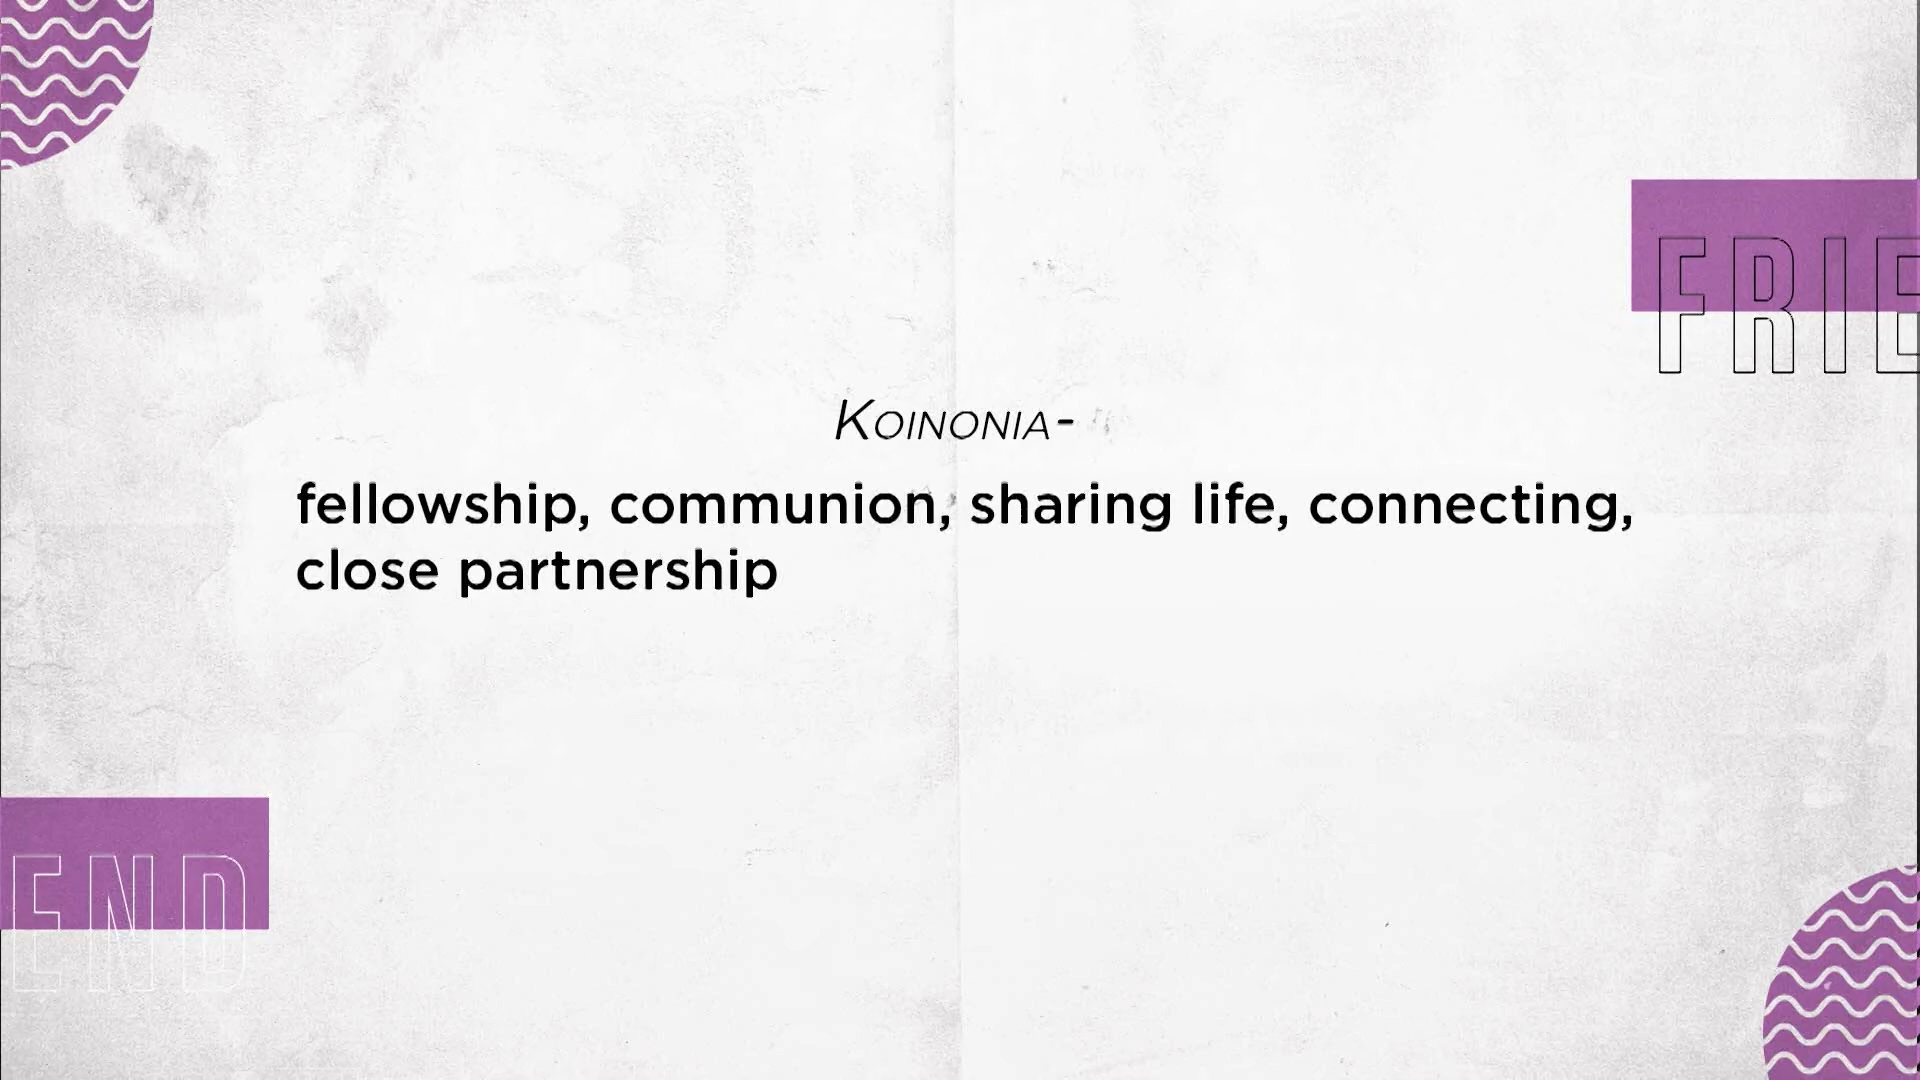 FRIE
Koinonia-
fellowship, communion, sharing life, connecting,
close partnership
END